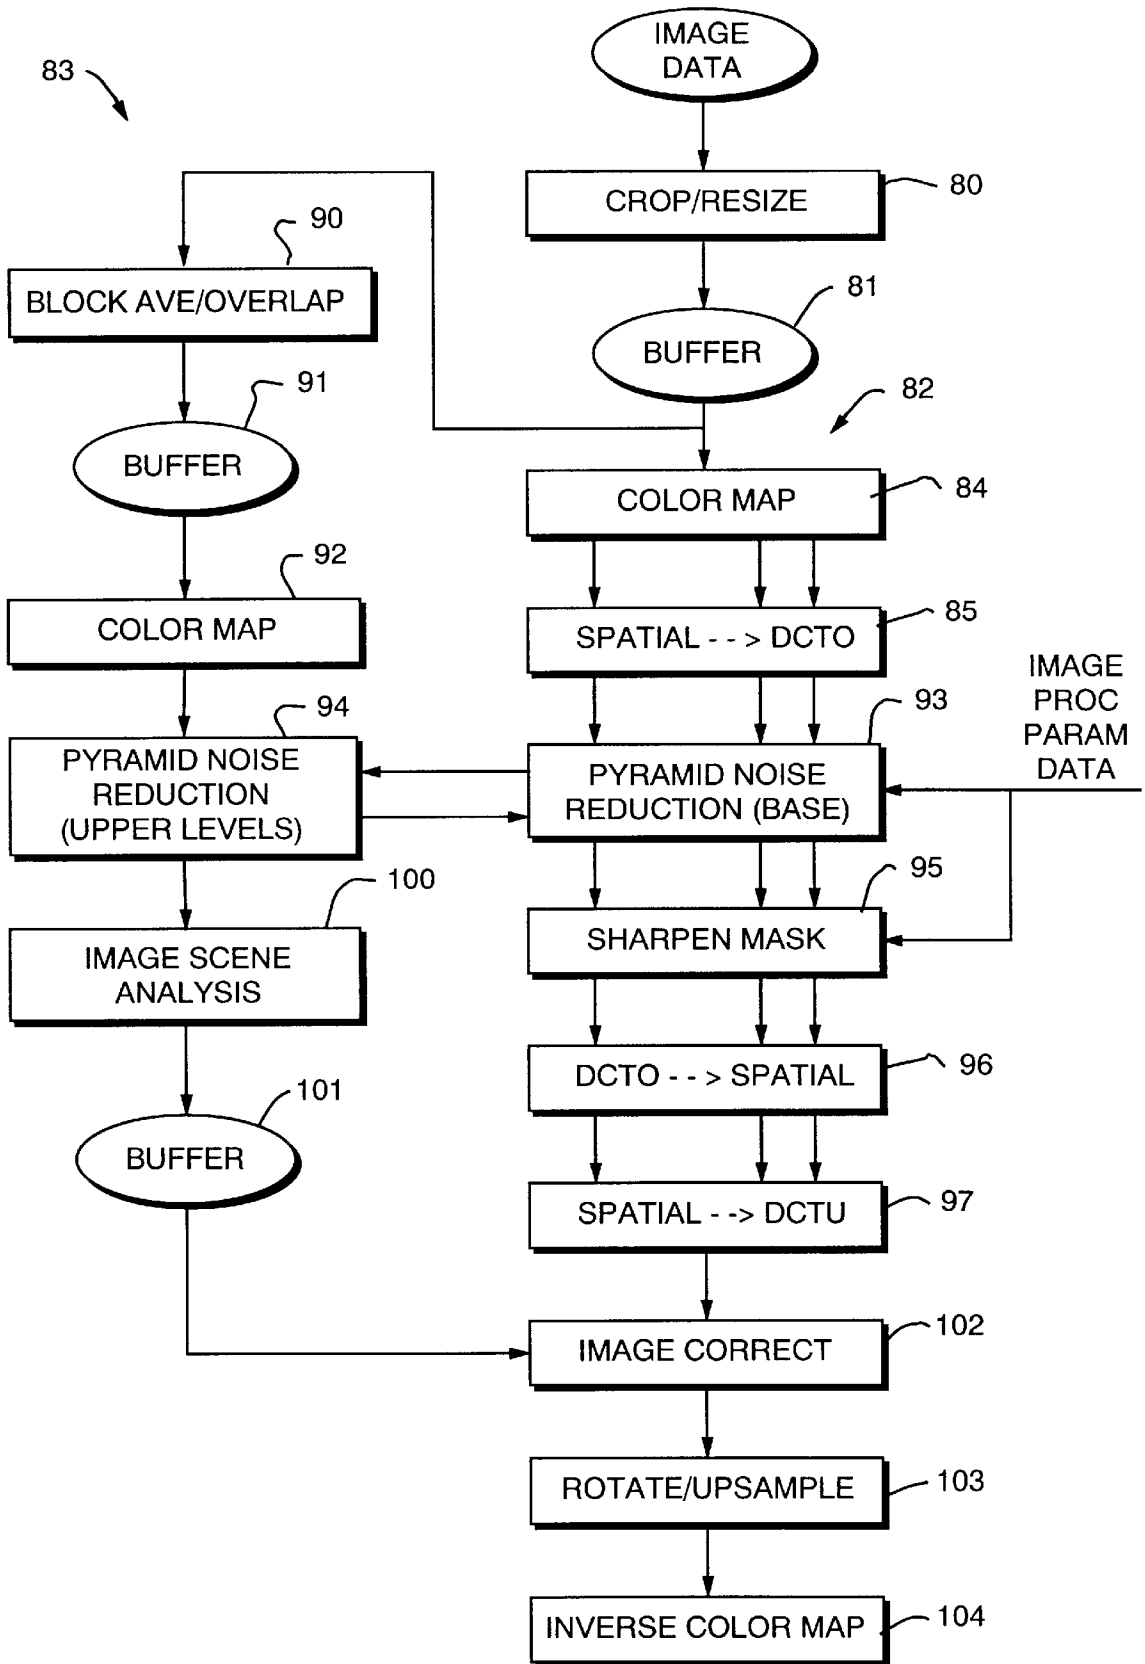 IMAGE
DATA
83
CROP/RESIZE
80
90
BLOCK AVE/OVERLAP
81
BUFFER
91
82
BUFFER
COLOR MAP
84
92
COLOR MAP
SPATIAL - - > DCTO
85
IMAGE
PROC
PARAM
DATA
94
PYRAMID NOISE
REDUCTION
(UPPER LEVELS)
93
PYRAMID NOISE
REDUCTION (BASE)
100
IMAGE SCENE
ANALYSIS
95
SHARPEN MASK
DCTO - - > SPATIAL
96
101
BUFFER
SPATIAL - -> DCTU
97
IMAGE CORRECT
102
ROTATE/UPSAMPLE
103
INVERSE COLOR MAP
104